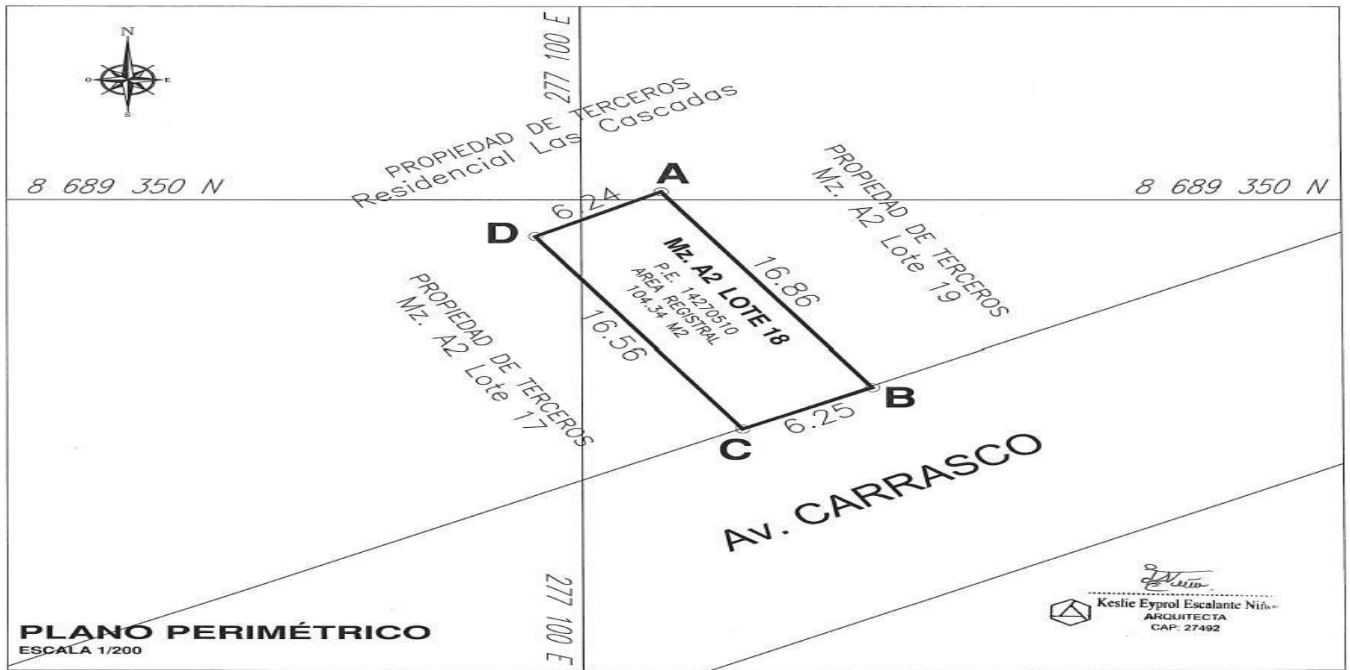 N
O
E
S
277 100 E
PROPIEDAD DE TERCEROS
Residencial Las Cascadas
8 689 350 N
8 689 350 N
A
6.24
D
PROPIEDAD DE TERCEROS
Mz. A2 Lote 19
Mz. A2 LOTE 18
P.E. 14270510
AREA REGISTRAL
104.34 M2
16.86
16.56
PROPIEDAD DE TERCEROS
Mz. A2 Lote 17
B
6.25
C
Av. CARRASCO
277 100 E
PLANO PERIMÉTRICO
ESCALA 1/200
Keslie Eyprol Escalante
ARQUITECTA
CAP: 27492